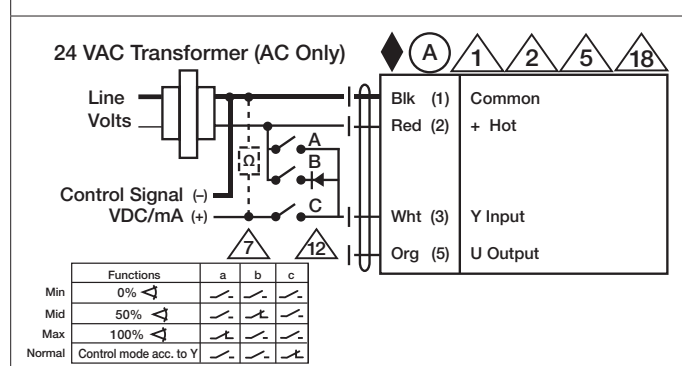 24 VAC Transformer (AC Only)
A 1 2 5 18
Line
Volts
Blk (1) Common
Red (2) + Hot
A
B
Ω
C
Control Signal (-)
VDC/mA (+)
Wht (3) Y Input
7 12
Org (5) U Output
Functions a b c
Min 0%
Mid 50%
Max 100%
Normal Control mode acc. to Y